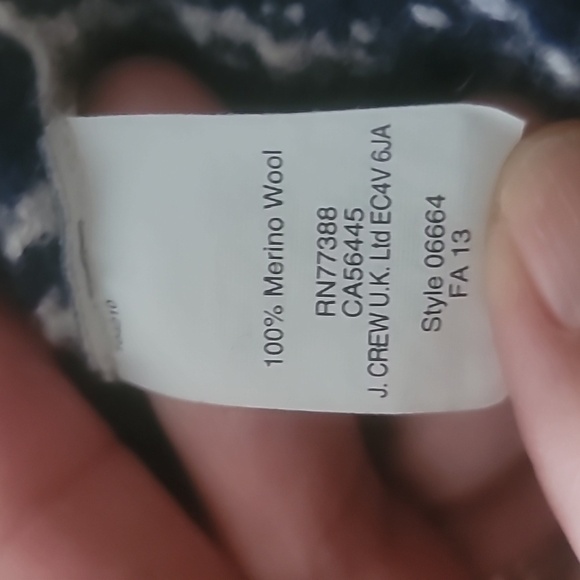 100% Merino Wool
RN77388
CA56445
J. CREW U.K. Ltd EC4V 6JA
Style 06664
FA 13